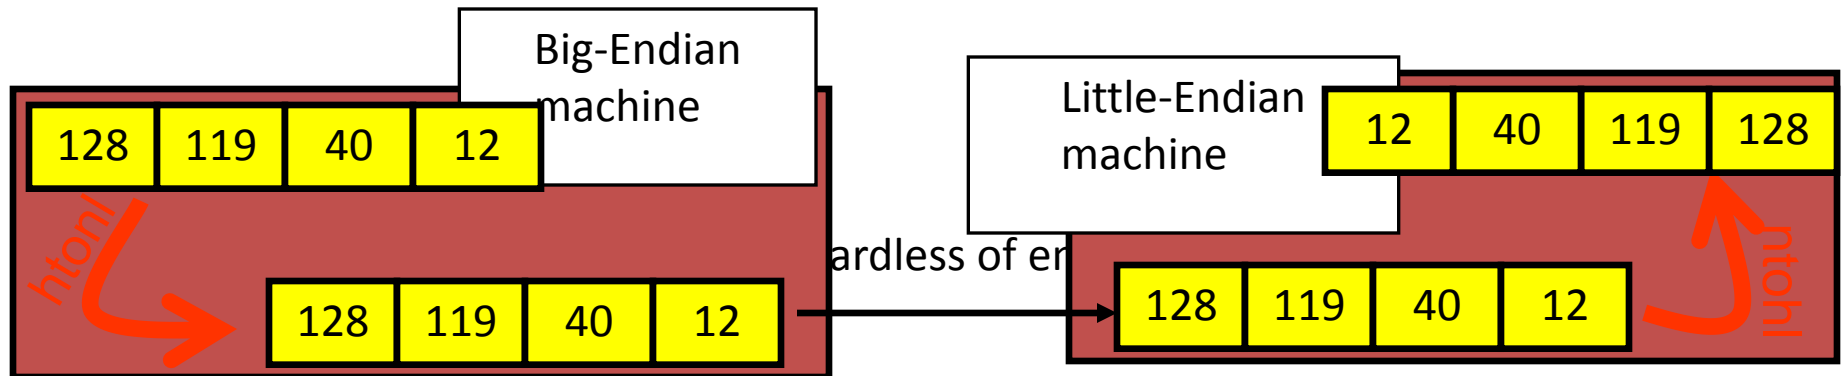 Big-Endian
machine
128 119 40 12
Little-Endian
machine
12 40 119 128
htonl
ntohl
ardless of er
128 119 40 12
128 119 40 12